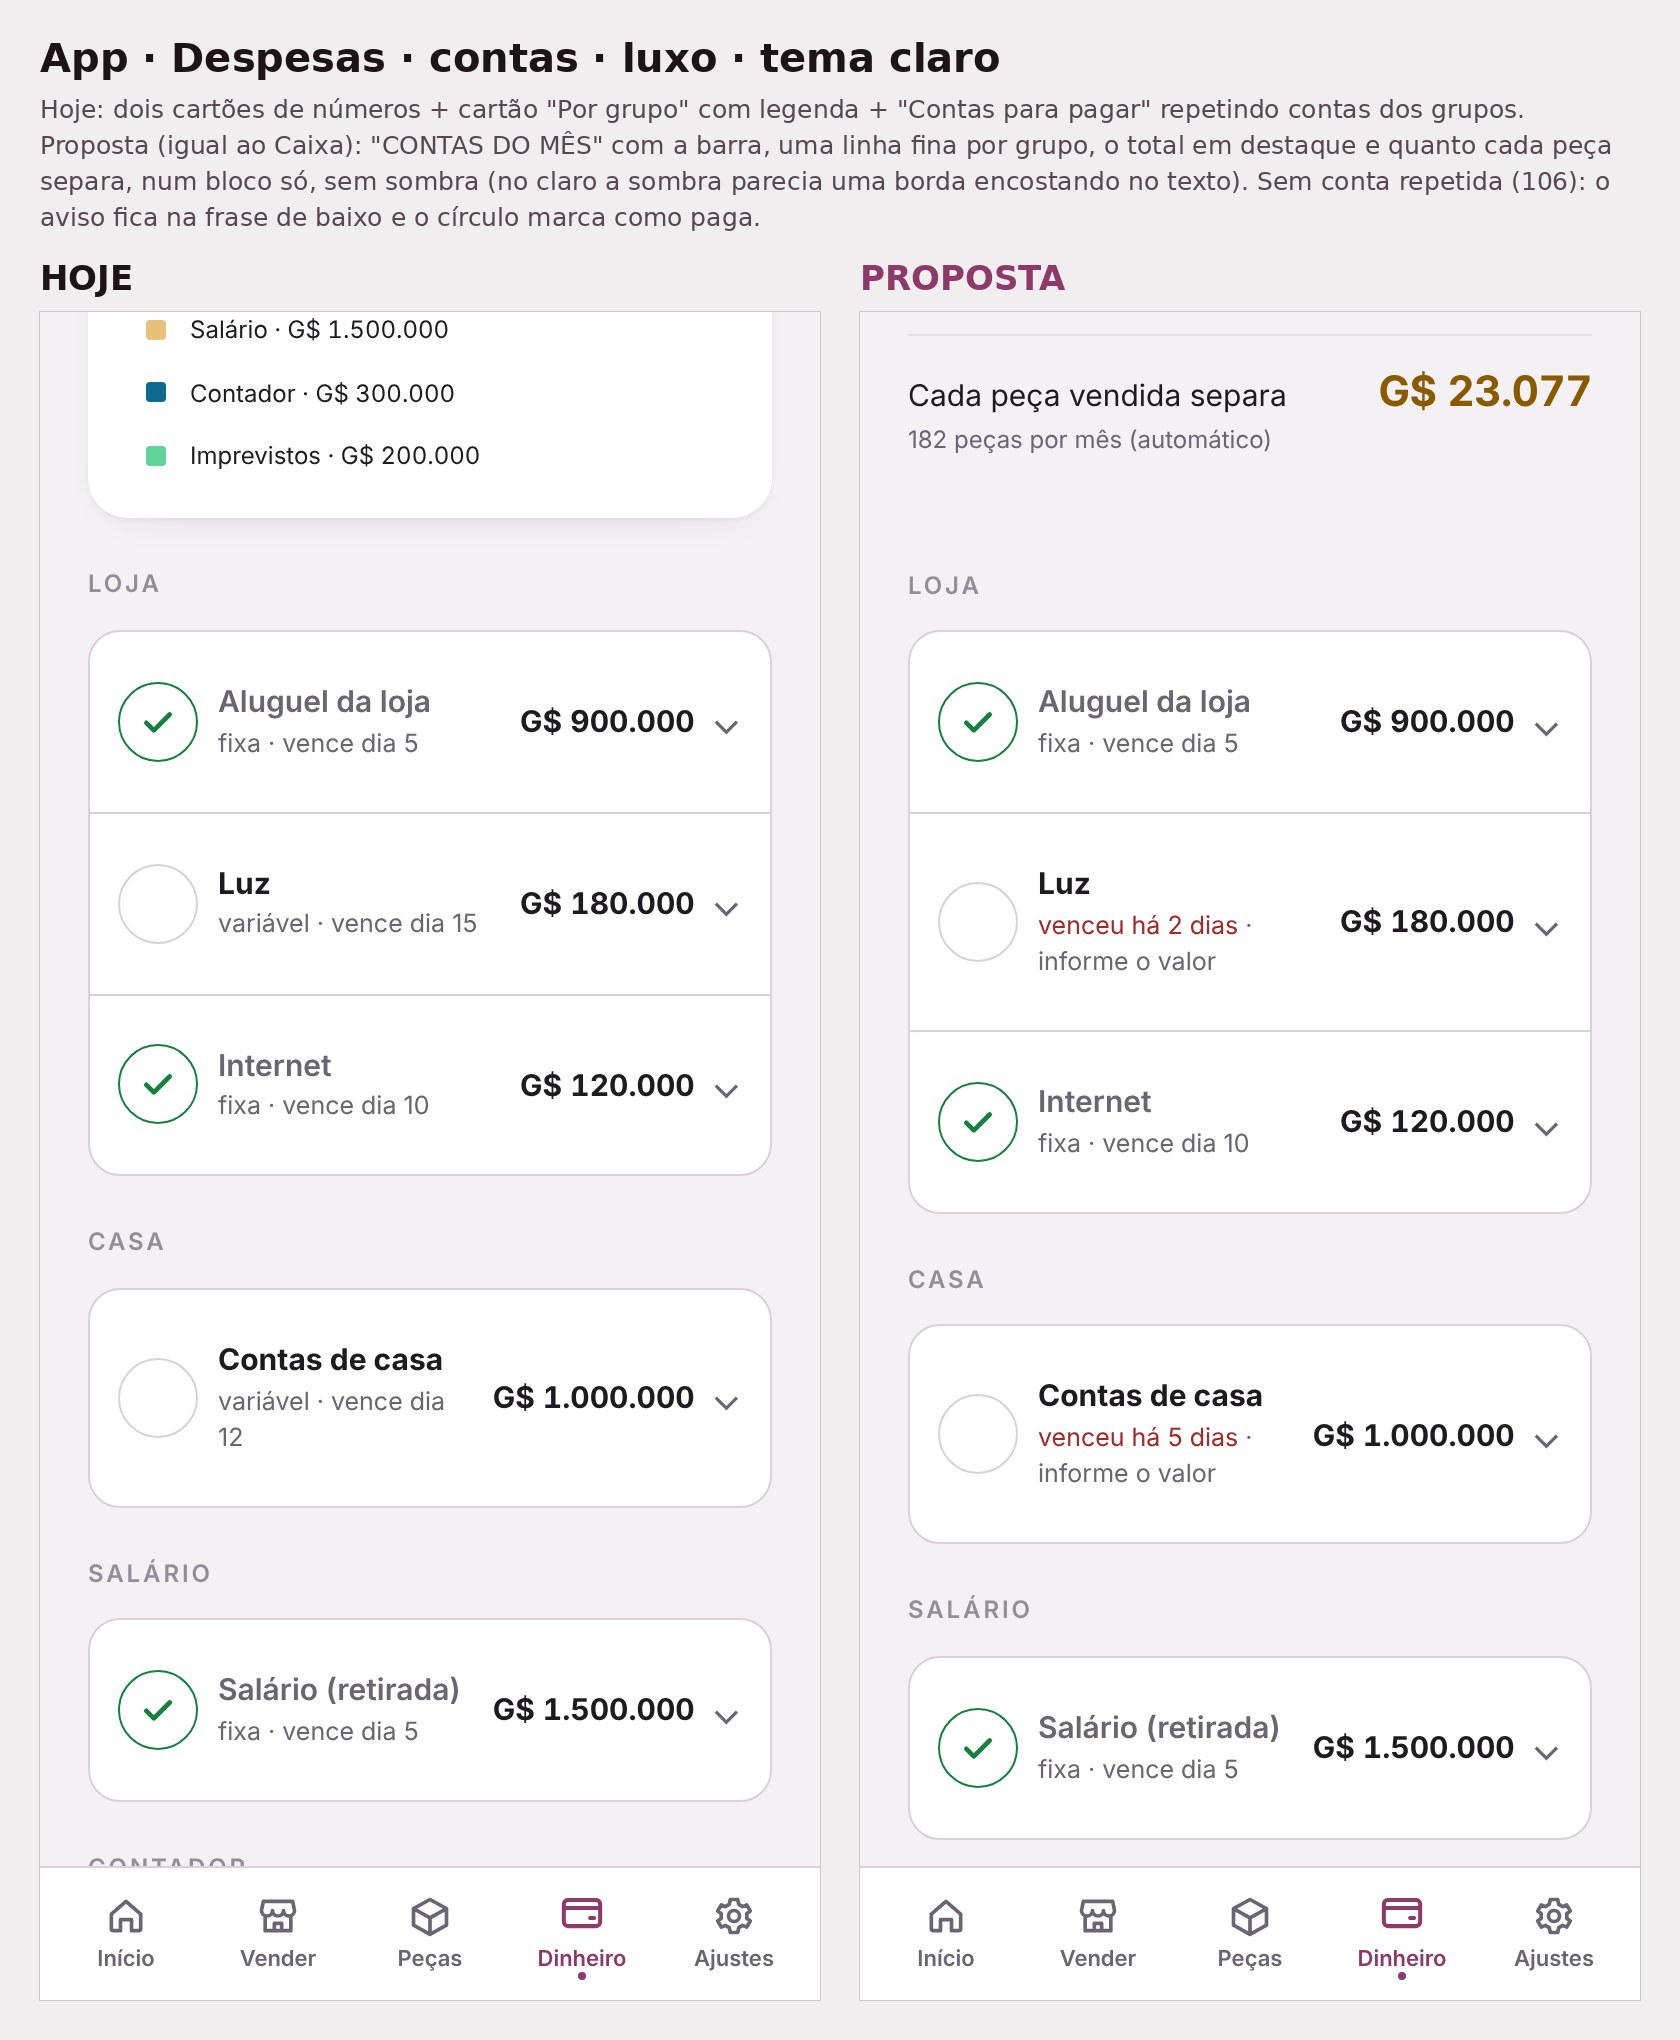 App · Despesas · contas · luxo · tema claro
Hoje: dois cartões de números + cartão "Por grupo" com legenda + "Contas para pagar" repetindo contas dos grupos.
Proposta (igual ao Caixa): "CONTAS DO MÊS" com a barra, uma linha fina por grupo, o total em destaque e quanto cada peça
separa, num bloco só, sem sombra (no claro a sombra parecia uma borda encostando no texto). Sem conta repetida (106): o
aviso fica na frase de baixo e o círculo marca como paga.
HOJE
Salário · G$ 1.500.000
Contador · G$ 300.000
Imprevistos · G$ 200.000
LOJA
Aluguel da loja
fixa · vence dia 5
G$ 900.000
Luz
variável · vence dia 15
G$ 180.000
Internet
fixa · vence dia 10
G$ 120.000
CASA
Contas de casa
variável · vence dia
12
G$ 1.000.000
SALÁRIO
Salário (retirada)
fixa · vence dia 5
G$ 1.500.000
CONTADOR
Início
Vender
Peças
Dinheiro
Ajustes
PROPOSTA
Cada peça vendida separa
G$ 23.077
182 peças por mês (automático)
LOJA
Aluguel da loja
fixa · vence dia 5
G$ 900.000
Luz
venceu há 2 dias ·
informe o valor
G$ 180.000
Internet
fixa · vence dia 10
G$ 120.000
CASA
Contas de casa
venceu há 5 dias ·
informe o valor
G$ 1.000.000
SALÁRIO
Salário (retirada)
fixa · vence dia 5
G$ 1.500.000
Início
Vender
Peças
Dinheiro
Ajustes